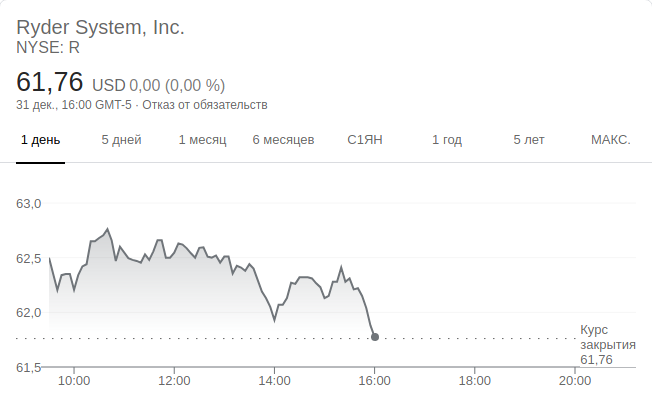 Ryder System, Inc.
NYSE: R
61,76 USD 0,00 (0,00 %)
31 дек., 16:00 GMT-5 · Отказ от обязательств
1 день 5 дней 1 месяц 6 месяцев С1ЯН 1 год 5 лет МАКС.
63,0
62,5
62,0
Курс
закрытия
61,76
61,5
10:00 12:00 14:00 16:00 18:00 20:00